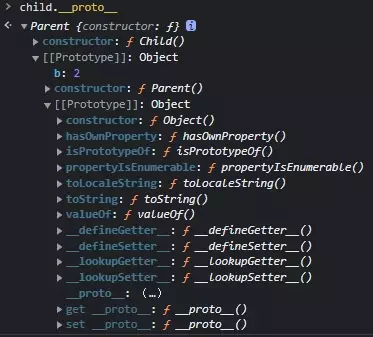 > child.__proto__
Parent {constructor: ƒ} i
constructor: ƒ Child()
[[Prototype]]: Object
b: 2
constructor: ƒ Parent()
[[Prototype]]: Object
constructor: ƒ Object()
hasOwnProperty: ƒ hasOwnProperty()
isPrototypeOf: ƒ isPrototypeOf()
propertyIsEnumerable: ƒ propertyIsEnumerable()
toLocaleString: ƒ toLocaleString()
toString: ƒ toString()
valueOf: ƒ valueOf()
__defineGetter__: ƒ __defineGetter__()
__defineSetter__: ƒ __defineSetter__()
__lookupGetter__: ƒ __lookupGetter__()
__lookupSetter__: ƒ __lookupSetter__()
__proto__: (...)
get __proto__: ƒ __proto__()
set __proto__: ƒ __proto__()